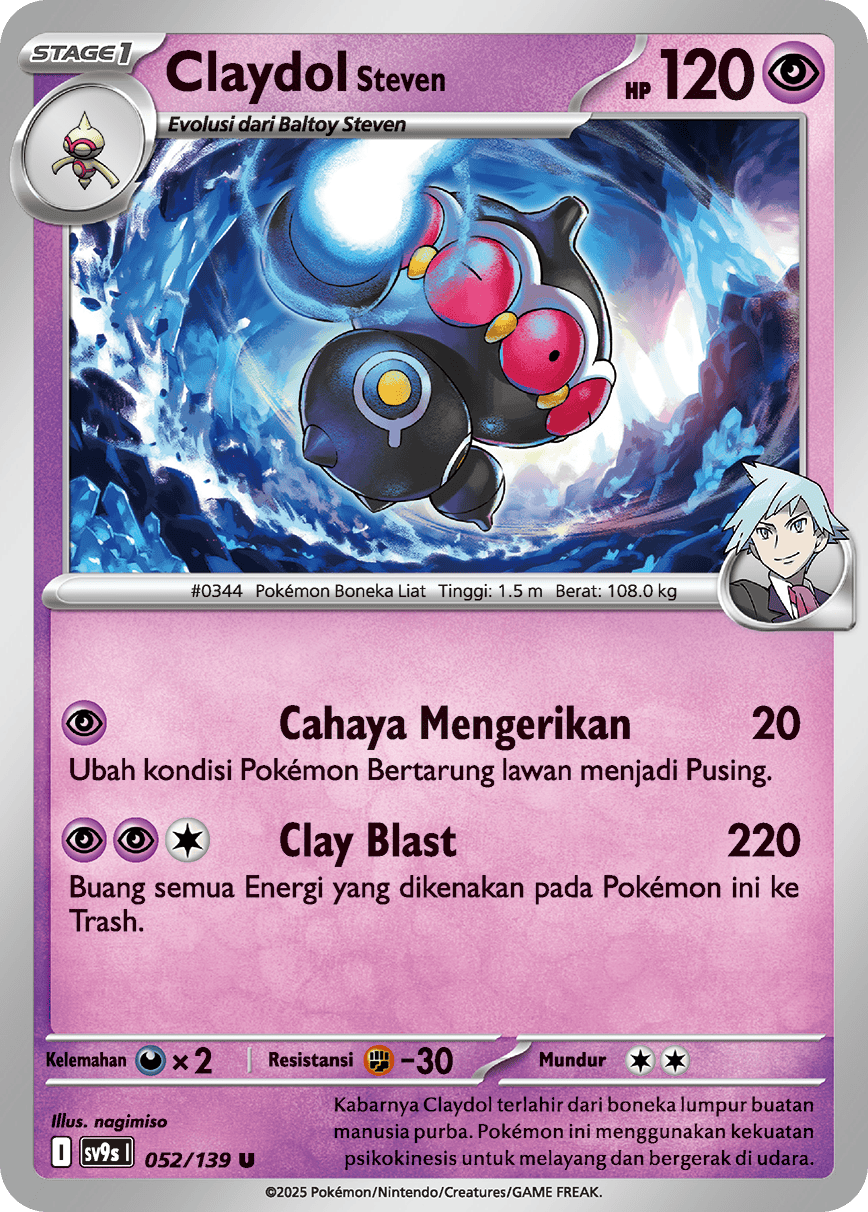 STAGE 1
Claydol Steven
HP 120
Evolusi dari Baltoy Steven
#0344 Pokémon Boneka Liat Tinggi: 1.5 m Berat: 108.0 kg
Cahaya Mengerikan 20
Ubah kondisi Pokémon Bertarung lawan menjadi Pusing.
Clay Blast 220
Buang semua Energi yang dikenakan pada Pokémon ini ke
Trash.
Kelemahan ×2 Resistansi -30 Mundur
Illus. nagimiso
Kabarnya Claydol terlahir dari boneka lumpur buatan
manusia purba. Pokémon ini menggunakan kekuatan
psikokinesis untuk melayang dan bergerak di udara.
I sv9s I 052/139 U
©2025 Pokémon/Nintendo/Creatures/GAME FREAK.